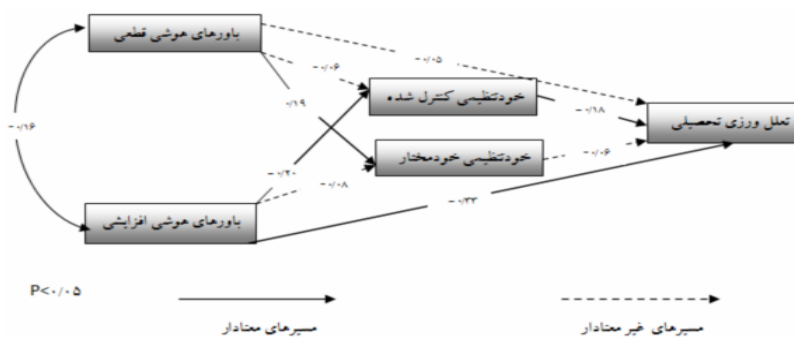 باورهای هوشی قطعی
-۰/۰۵
-۰/۰۶
خودتنظیمی کنترل شده
۰/۱۹
-۰/۱۸
تعلل ورزی تحصیلی
-۰/۱۶
خودتنظیمی خودمختار
-۰/۰۶
-۰/۲۰
-۰/۰۸
باورهای هوشی افزایشی
-۰/۳۳
P<۰/۰۵
مسیرهای معنادار
مسیرهای غیر معنادار